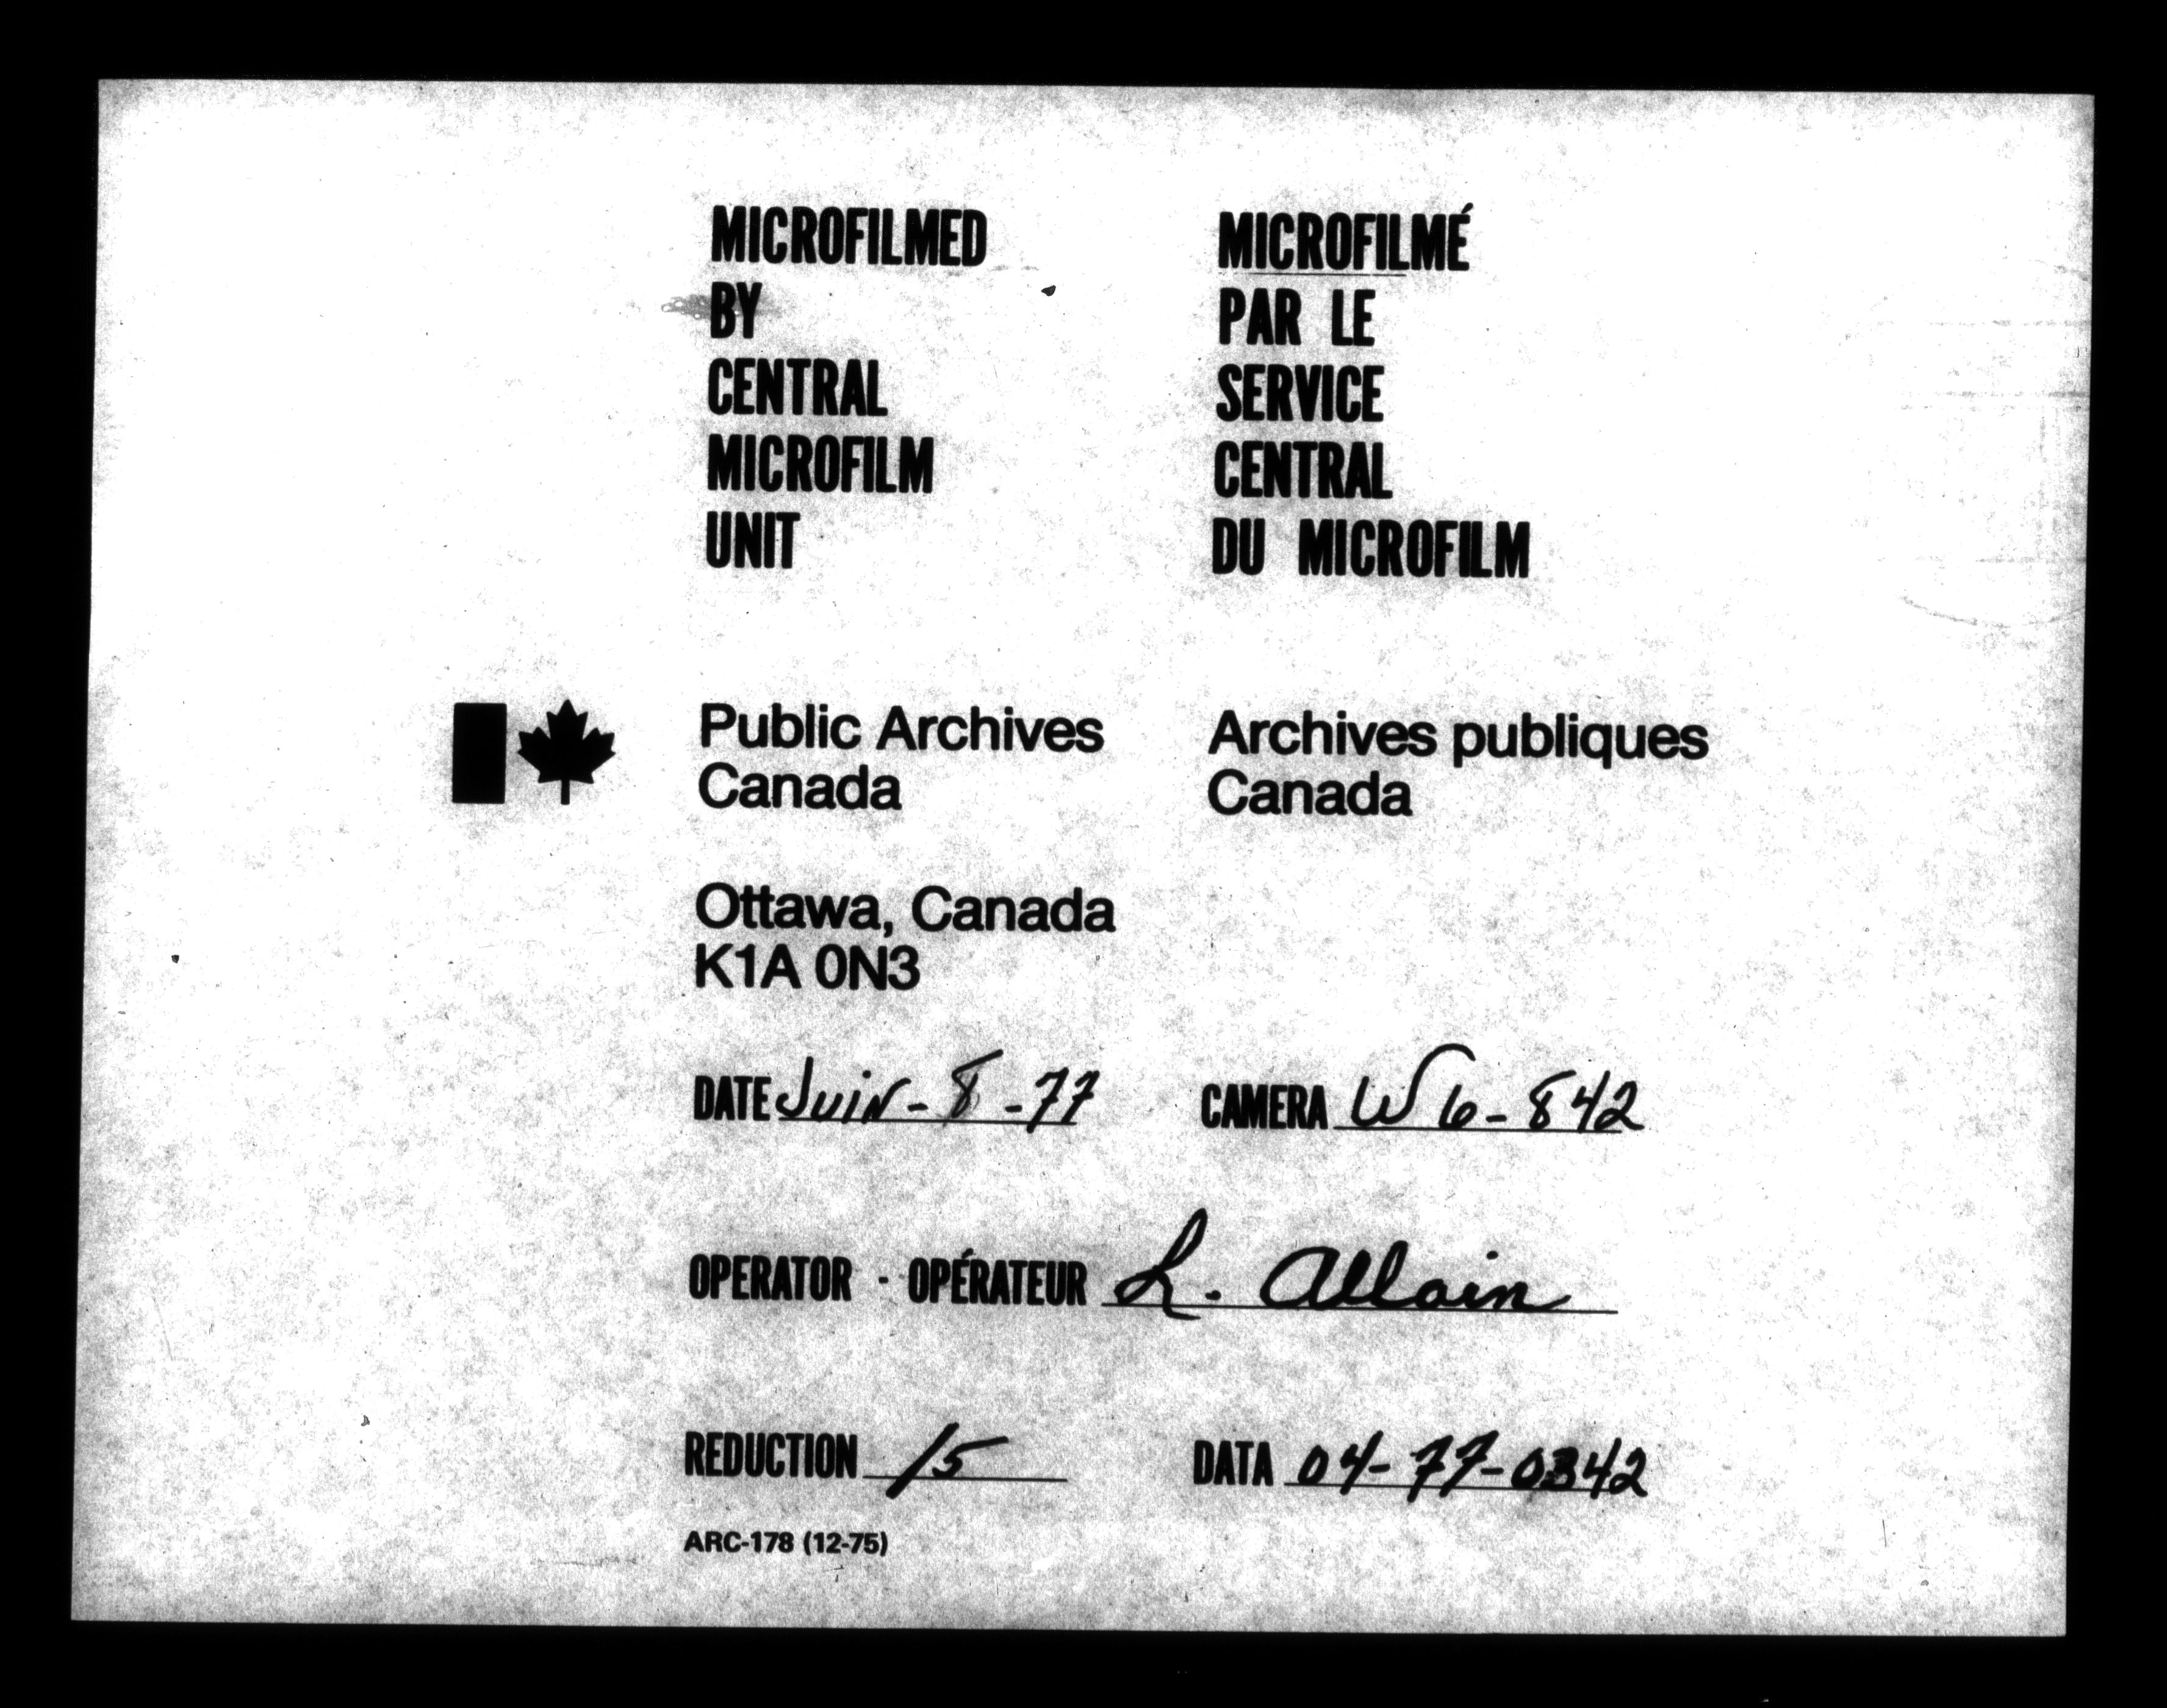 MICROFILMED
BY
CENTRAL
MICROFILM
UNIT
MICROFILMÉ
PAR LE
SERVICE
CENTRAL
DU MICROFILM
Public Archives
Canada
Archives publiques
Canada
Ottawa, Canada
K1A 0N3
DATE Juin - 8 - 77
CAMERA W 6 - 842
OPERATOR - OPÉRATEUR L. Allain
REDUCTION 15
DATA 04-77-0342
ARC-178 (12-75)